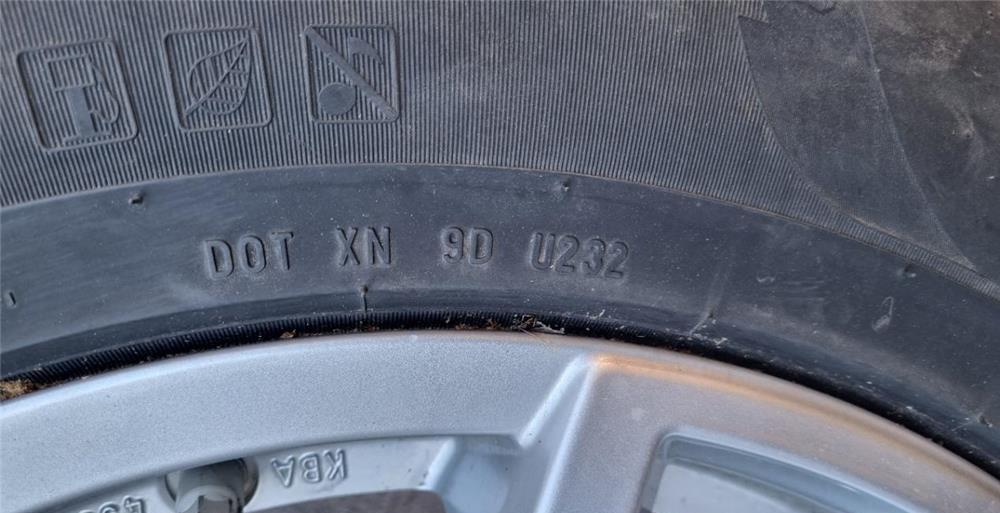 DOT XN 9D U232
KBA